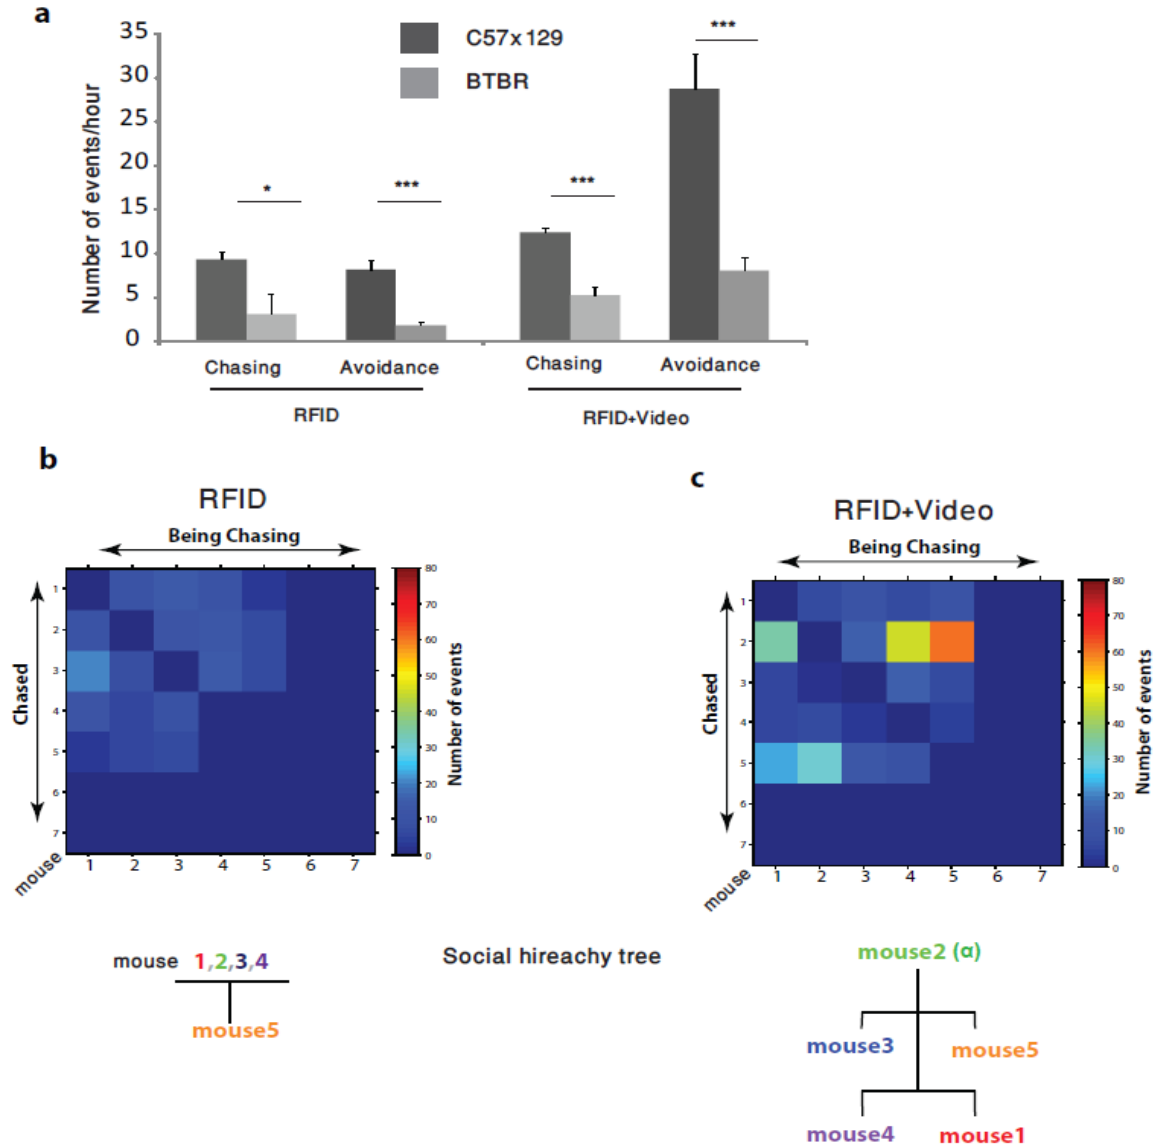 a
35
30
25
20
15
10
5
0
Number of events/hour
C57x129
BTBR
*
***
***
***
Chasing
Avoidance
Chasing
Avoidance
RFID
RFID+Video
b
RFID
Being Chasing
Chased
1
2
3
4
5
6
7
mouse
1 2 3 4 5 6 7
80
70
60
50
40
30
20
10
0
Number of events
mouse 1,2,3,4
mouse5
Social hireachy tree
c
RFID+Video
Being Chasing
Chased
1
2
3
4
5
6
7
mouse
1 2 3 4 5 6 7
80
70
60
50
40
30
20
10
0
Number of events
mouse2 (α)
mouse3
mouse5
mouse4
mouse1